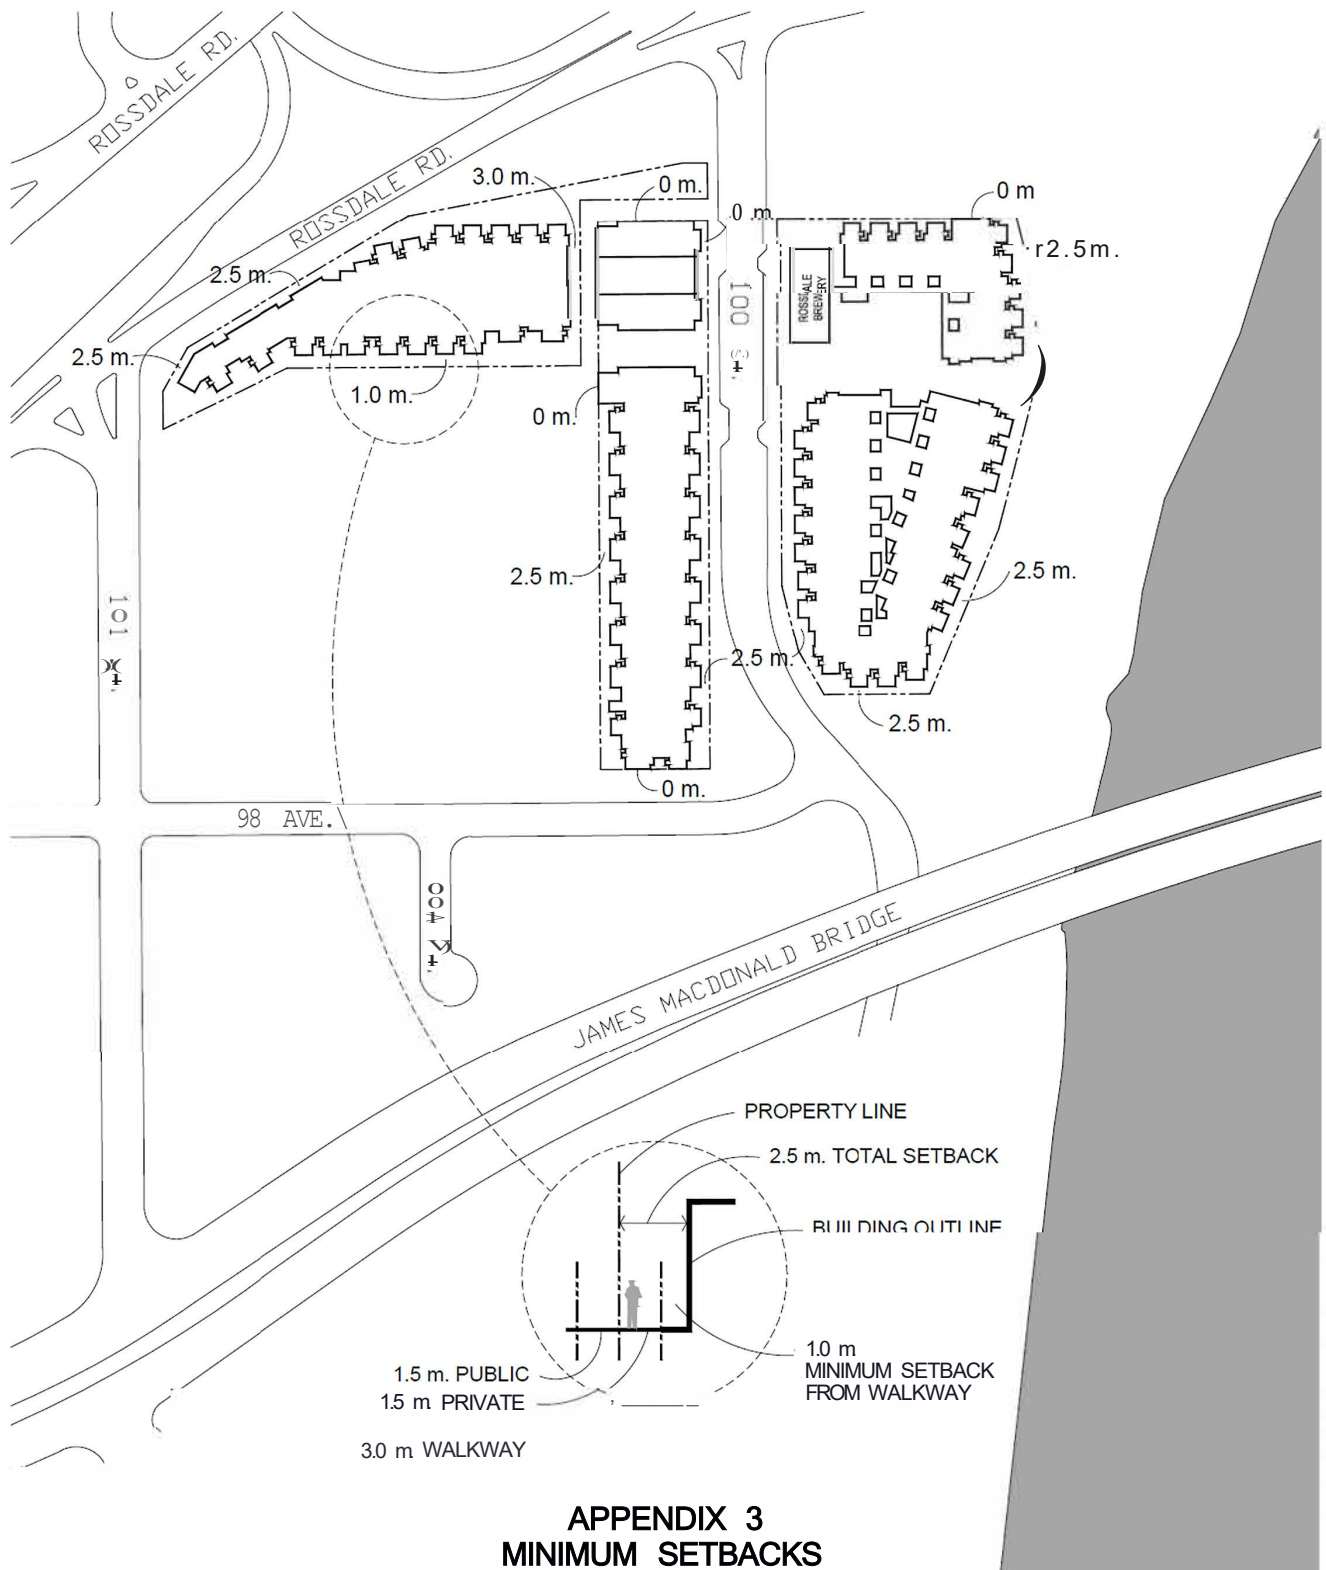 ROSSDALE RD.
ROSSDALE RD.
3.0 m.
0 m.
0 m
0 m
r2.5m.
2.5 m.
ROSSDALE
BREWERY
100
2.5 m.
1.0 m.
0 m.
2.5 m.
2.5 m.
101
2.5 m.
2.5 m.
0 m.
98 AVE.
JAMES MACDONALD BRIDGE
PROPERTY LINE
2.5 m. TOTAL SETBACK
BUILDING OUTLINE
1.0 m
MINIMUM SETBACK
FROM WALKWAY
1.5 m. PUBLIC
1.5 m. PRIVATE
3.0 m. WALKWAY
APPENDIX 3
MINIMUM SETBACKS